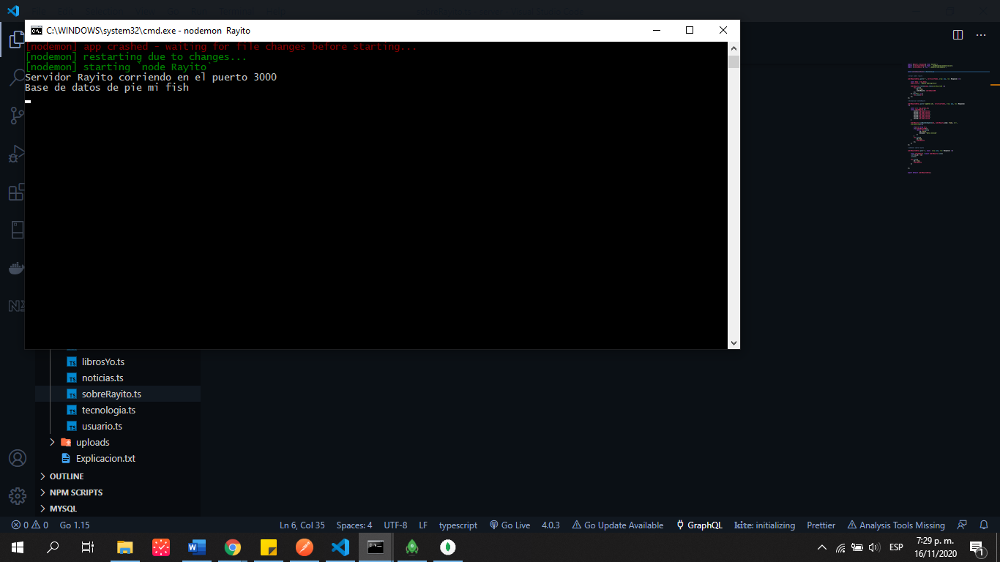 C:\WINDOWS\system32\cmd.exe - nodemon Rayito
[nodemon] app crashed - waiting for file changes before starting...
[nodemon] restarting due to changes...
[nodemon] starting `node Rayito`
Servidor Rayito corriendo en el puerto 3000
Base de datos de pie mi fish
librosYo.ts
noticias.ts
sobreRayito.ts
tecnologia.ts
usuario.ts
uploads
Explicacion.txt
OUTLINE
NPM SCRIPTS
MYSQL
0 0 Go 1.15 Ln 6, Col 35 Spaces: 4 UTF-8 LF typescript Go Live 4.0.3 Go Update Available GraphQL kite: initializing Prettier Analysis Tools Missing
ESP
7:29 p. m.
16/11/2020
1